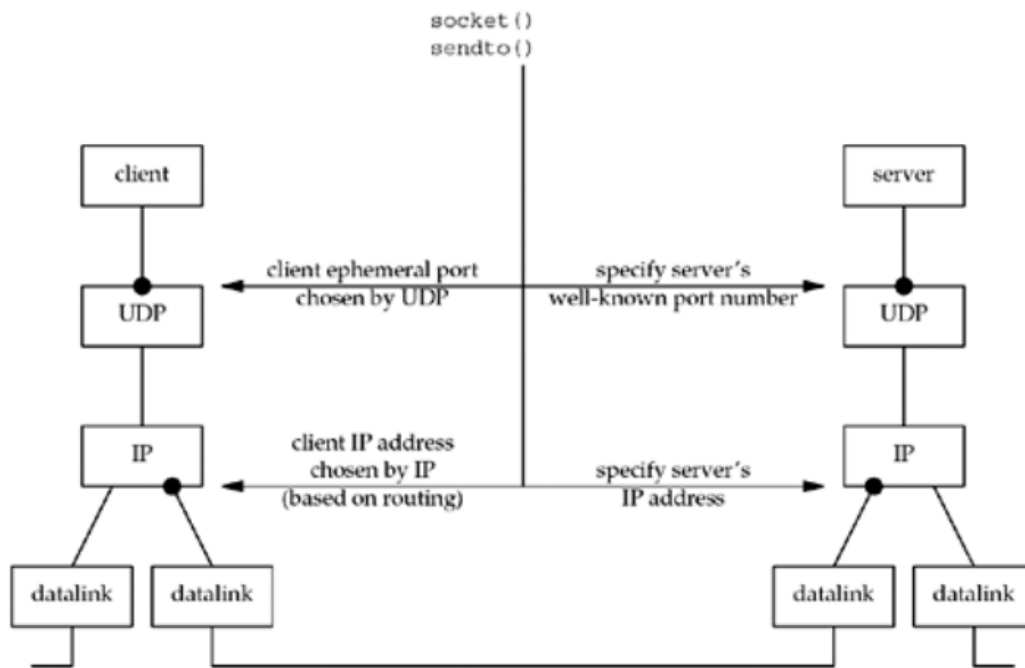 socket()
sendto()
client
server
client ephemeral port
chosen by UDP
specify server's
well-known port number
UDP
UDP
client IP address
chosen by IP
(based on routing)
specify server's
IP address
IP
IP
datalink
datalink
datalink
datalink